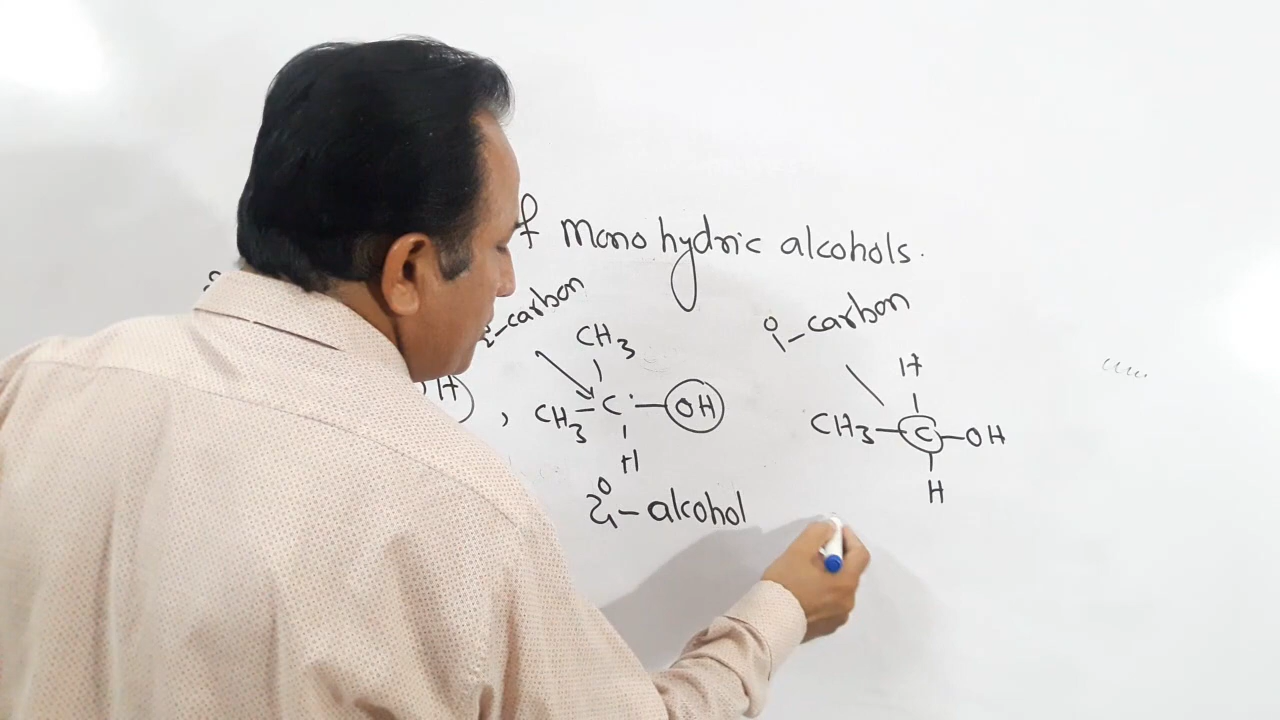 f Mono hydric alcohols.
2°-carbon 1°-carbon
CH3 H
H , CH3-C-OH CH3-C-OH
H H
2°-alcohol